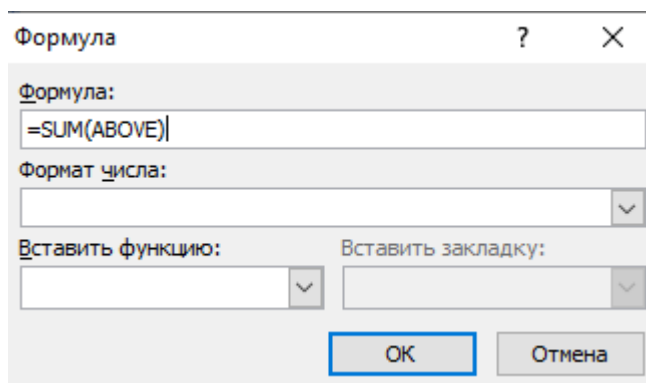 Формула ?
Формула:
=SUM(ABOVE)
Формат числа:
Вставить функцию: Вставить закладку:
ОК Отмена